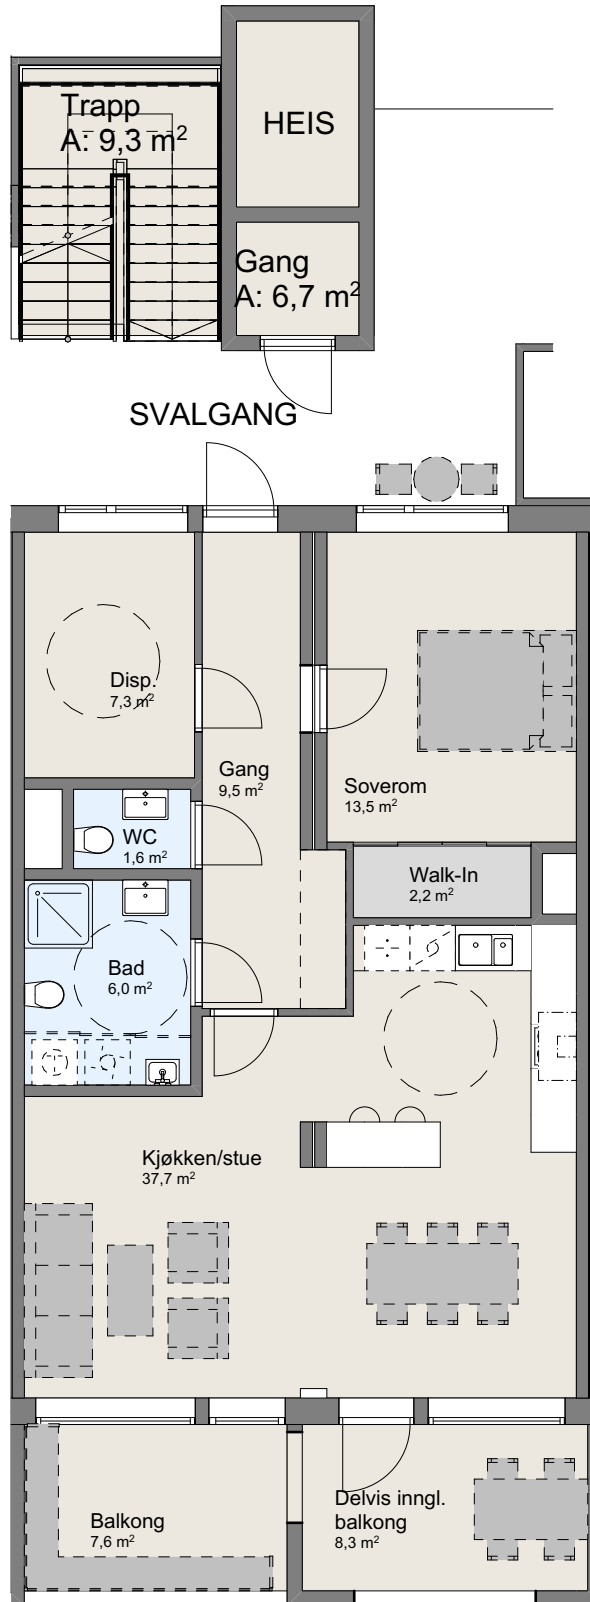 Trapp
A: 9,3 m²
HEIS
Gang
A: 6,7 m²
SVALGANG
Disp.
7,3 m²
Gang
9,5 m²
Soverom
13,5 m²
WC
1,6 m²
Walk-In
2,2 m²
Bad
6,0 m²
Kjøkken/stue
37,7 m²
Balkong
7,6 m²
Delvis inngl.
balkong
8,3 m²